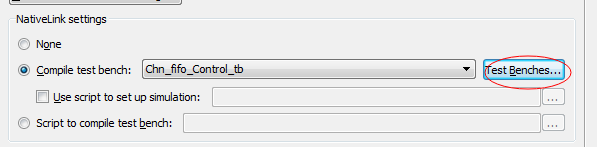 NativeLink settings
None
Compile test bench: Chn_fifo_Control_tb Test Benches...
Use script to set up simulation: ...
Script to compile test bench: ...